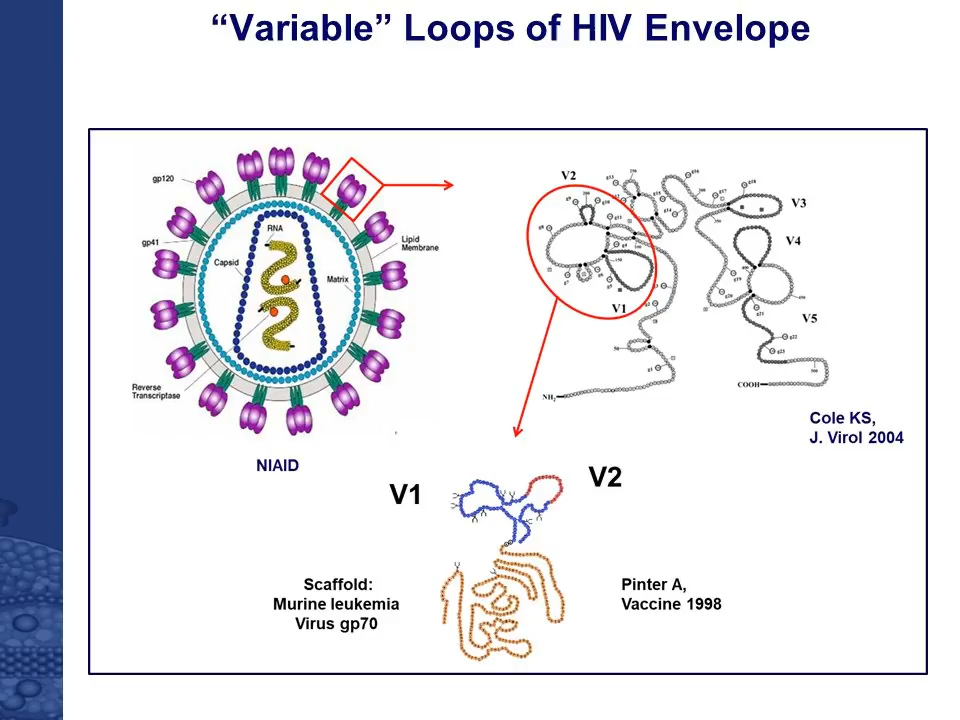 “Variable” Loops of HIV Envelope
gp120
gp41
RNA
Capsid
Matrix
Lipid
Membrane
Reverse
Transcriptase
NIAID
V2
V1
V3
V4
V5
NH2
COOH
Cole KS,
J. Virol 2004
V1
V2
Scaffold:
Murine leukemia
Virus gp70
Pinter A,
Vaccine 1998